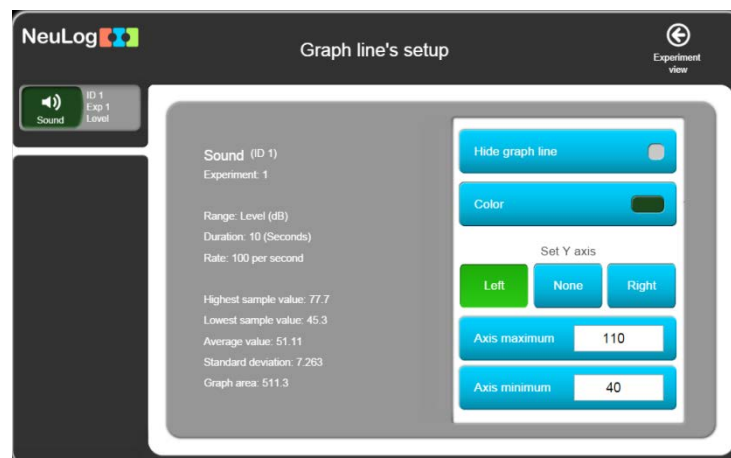 NeuLog
Graph line's setup
Experiment
view
Sound
ID 1
Exp 1
Level
Sound (ID 1)
Experiment: 1
Range: Level (dB)
Duration: 10 (Seconds)
Rate: 100 per second
Highest sample value: 77.7
Lowest sample value: 45.3
Average value: 51.11
Standard deviation: 7.263
Graph area: 511.3
Hide graph line
Color
Set Y axis
Left None Right
Axis maximum 110
Axis minimum 40